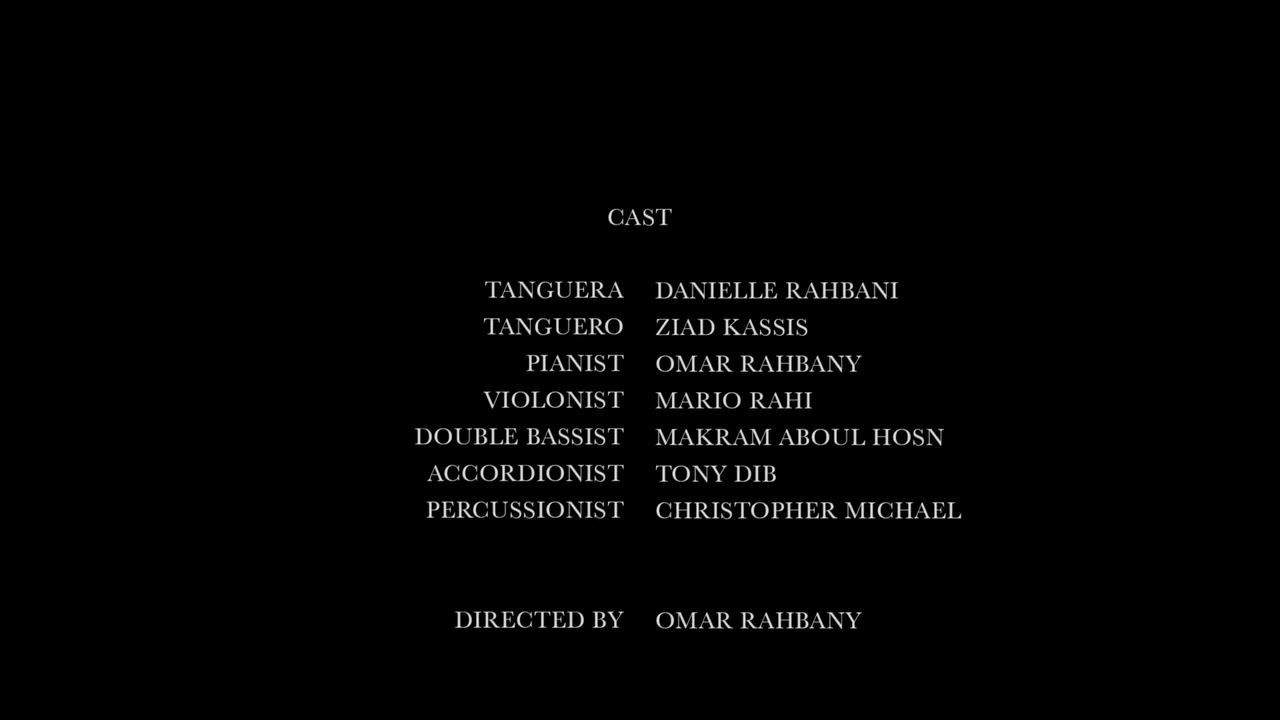 CAST
TANGUERA DANIELLE RAHBANI
TANGUERO ZIAD KASSIS
PIANIST OMAR RAHBANY
VIOLONIST MARIO RAHI
DOUBLE BASSIST MAKRAM ABOUL HOSN
ACCORDIONIST TONY DIB
PERCUSSIONIST CHRISTOPHER MICHAEL
DIRECTED BY OMAR RAHBANY